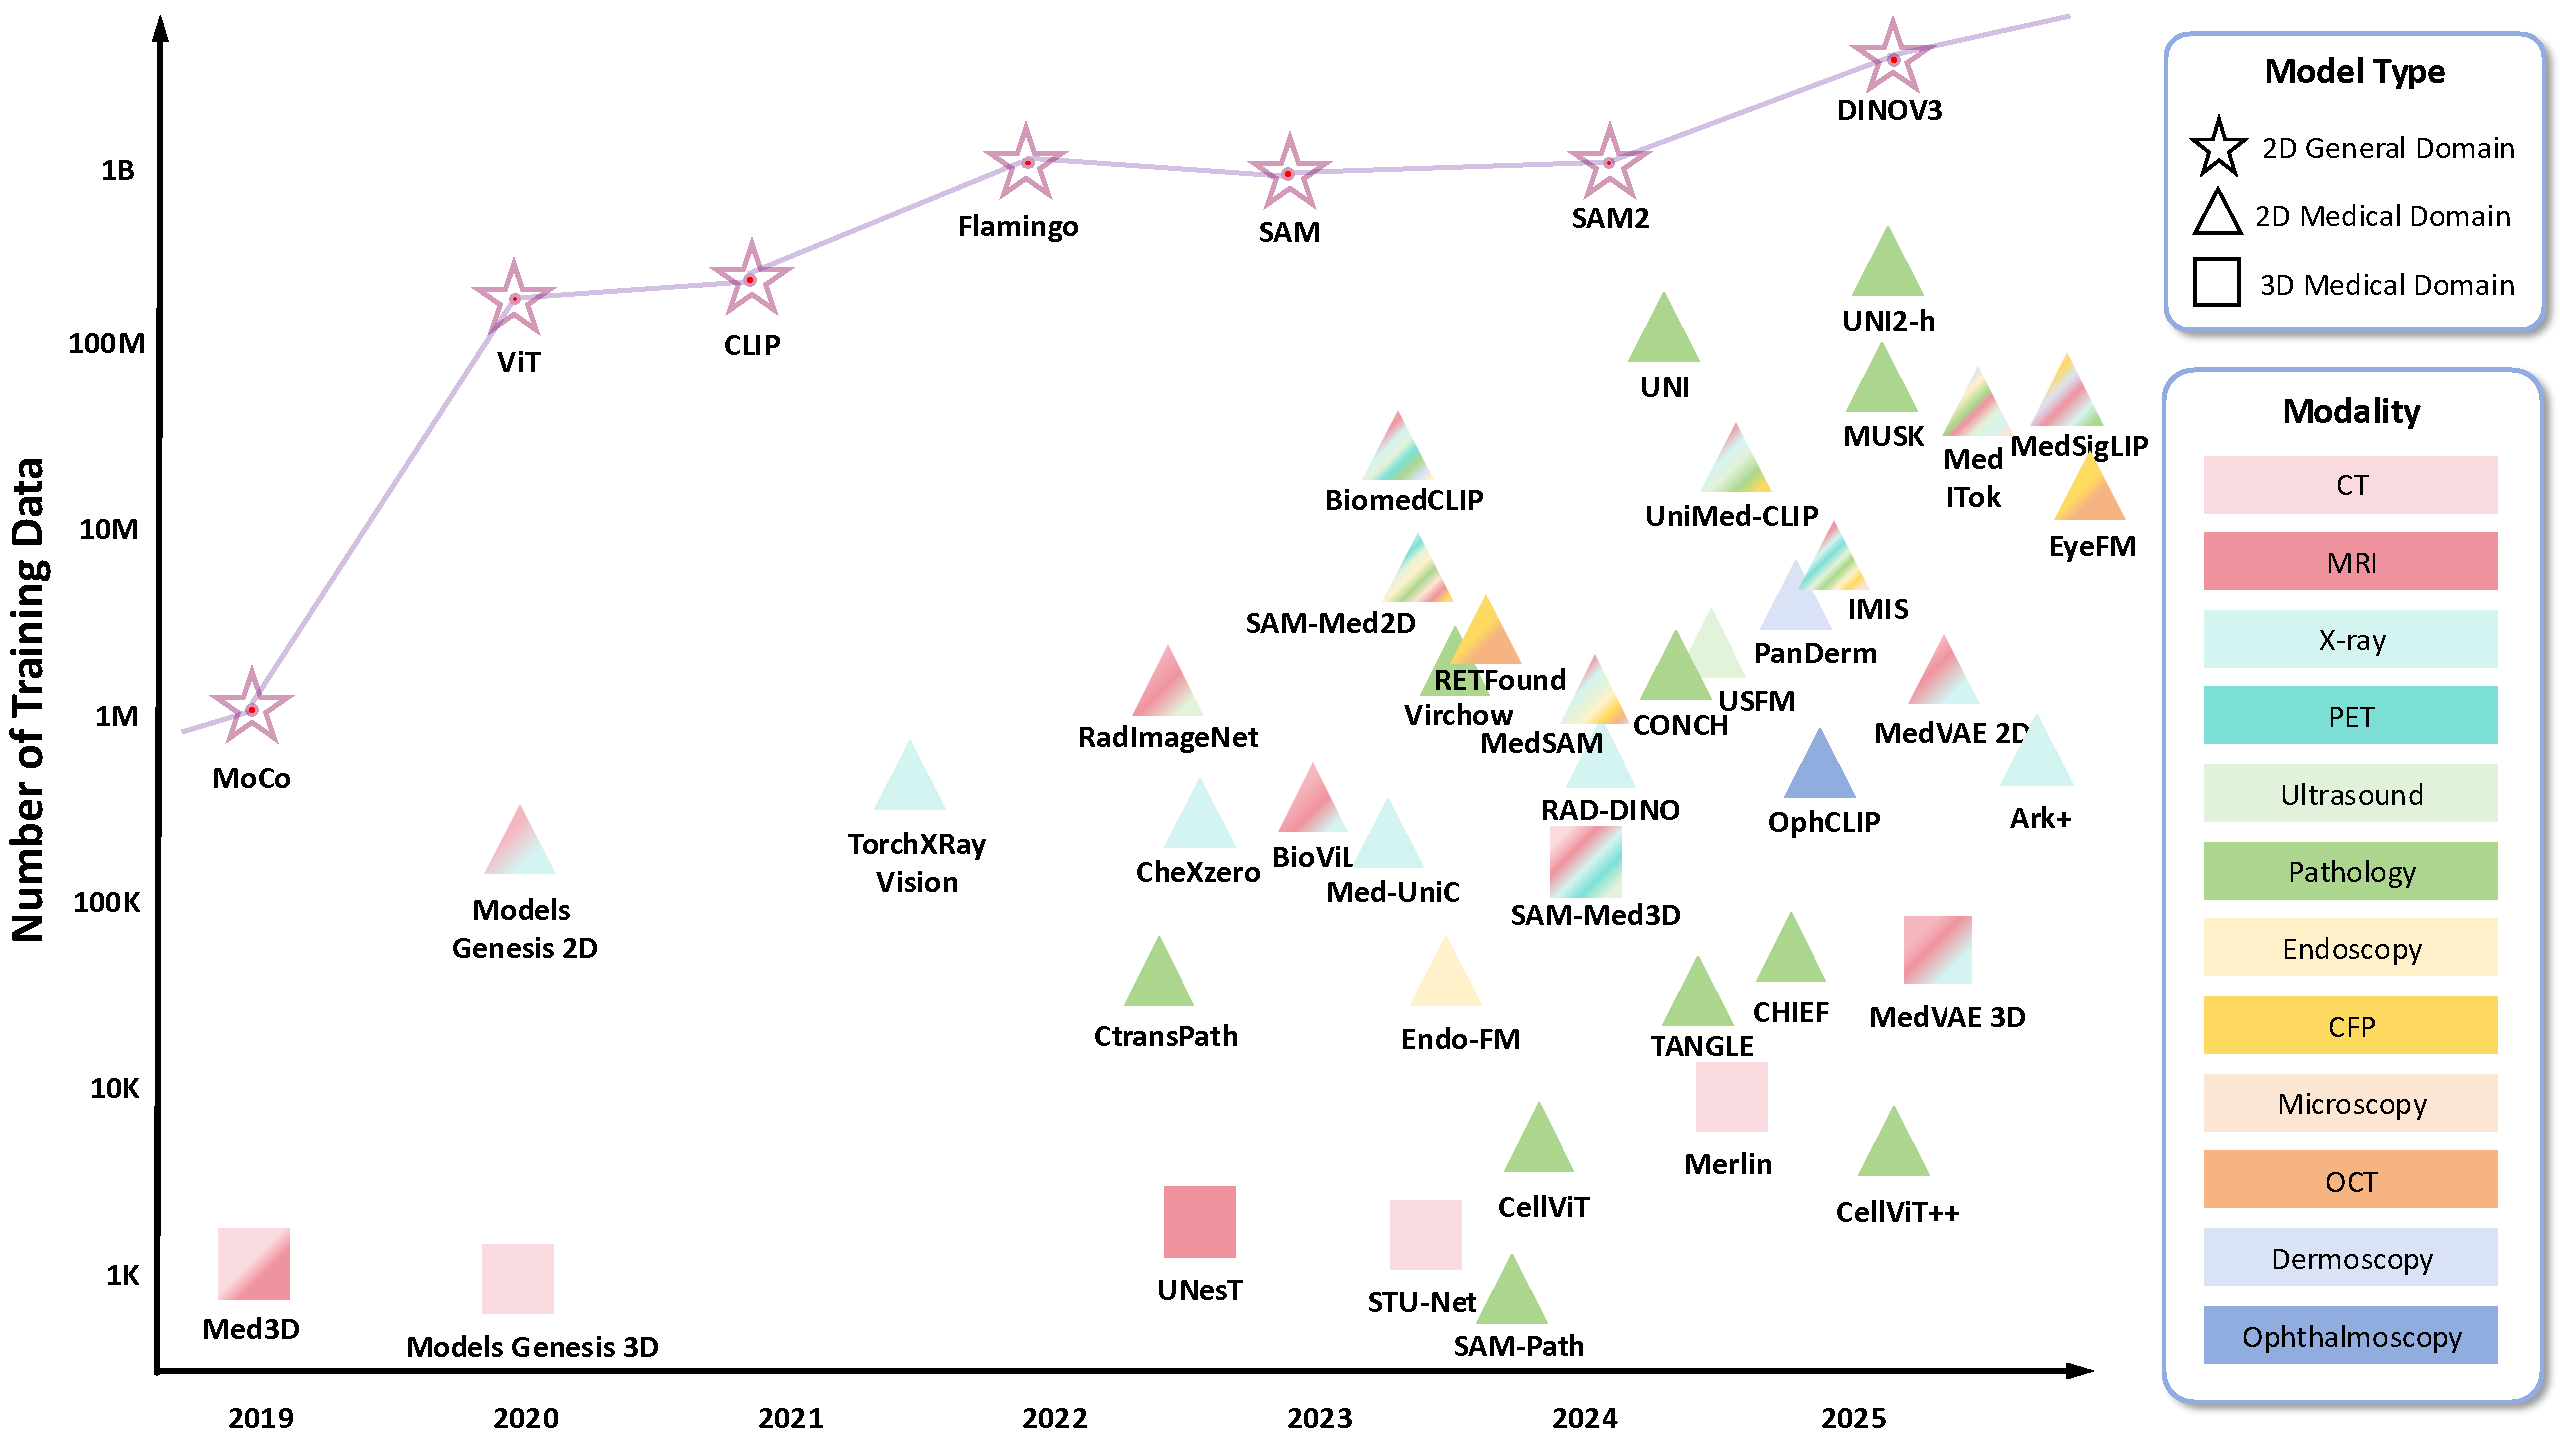 Number of Training Data
1B
100M
10M
1M
100K
10K
1K
2019
2020
2021
2022
2023
2024
2025
DINOV3
Flamingo
SAM
SAM2
ViT
CLIP
MoCo
UNI2-h
UNI
MUSK
MedSigLIP
Med
ITok
BiomedCLIP
UniMed-CLIP
EyeFM
SAM-Med2D
IMIS
PanDerm
RETFound
Virchow
USFM
CONCH
MedSAM
RadImageNet
MedVAE 2D
RAD-DINO
OphCLIP
Ark+
TorchXRay
Vision
CheXzero
BioViL
Med-UniC
Models
Genesis 2D
SAM-Med3D
CtransPath
Endo-FM
TANGLE
CHIEF
MedVAE 3D
Merlin
CellViT
CellViT++
UNesT
STU-Net
SAM-Path
Med3D
Models Genesis 3D
Model Type
2D General Domain
2D Medical Domain
3D Medical Domain
Modality
CT
MRI
X-ray
PET
Ultrasound
Pathology
Endoscopy
CFP
Microscopy
OCT
Dermoscopy
Ophthalmoscopy